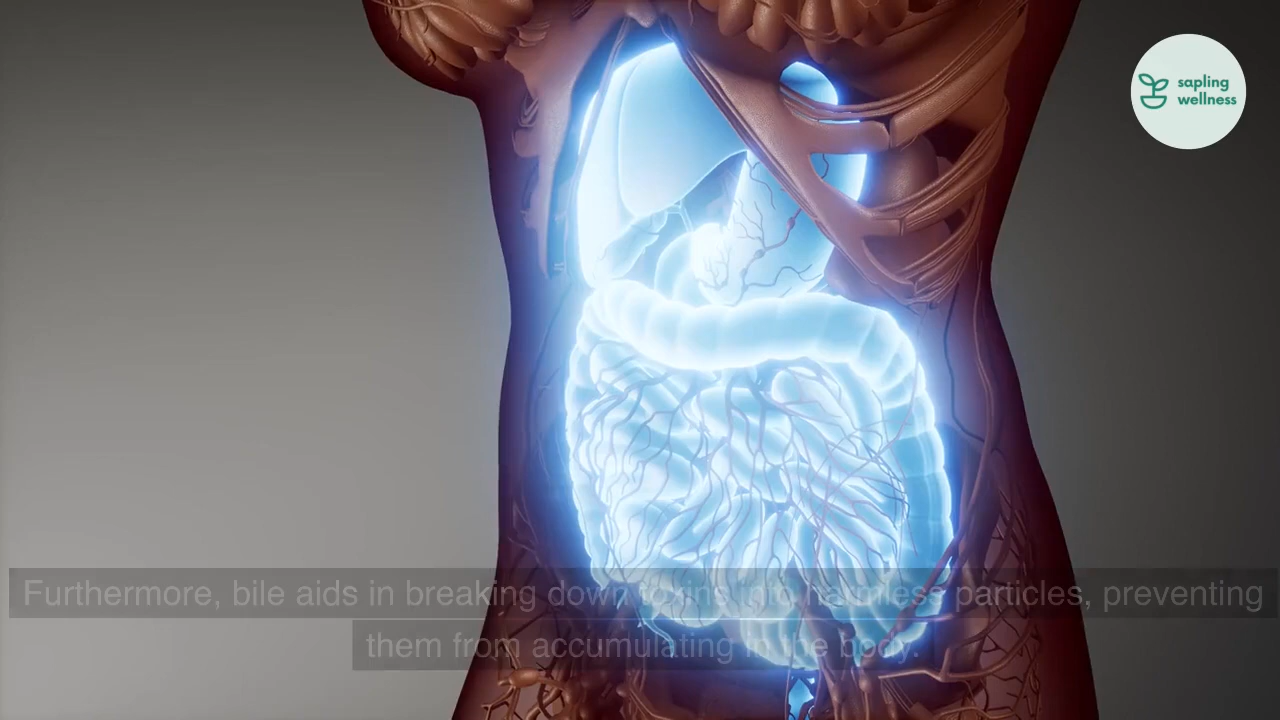 sapling
wellness
Furthermore, bile aids in breaking down toxins into harmless particles, preventing
them from accumulating in the body.